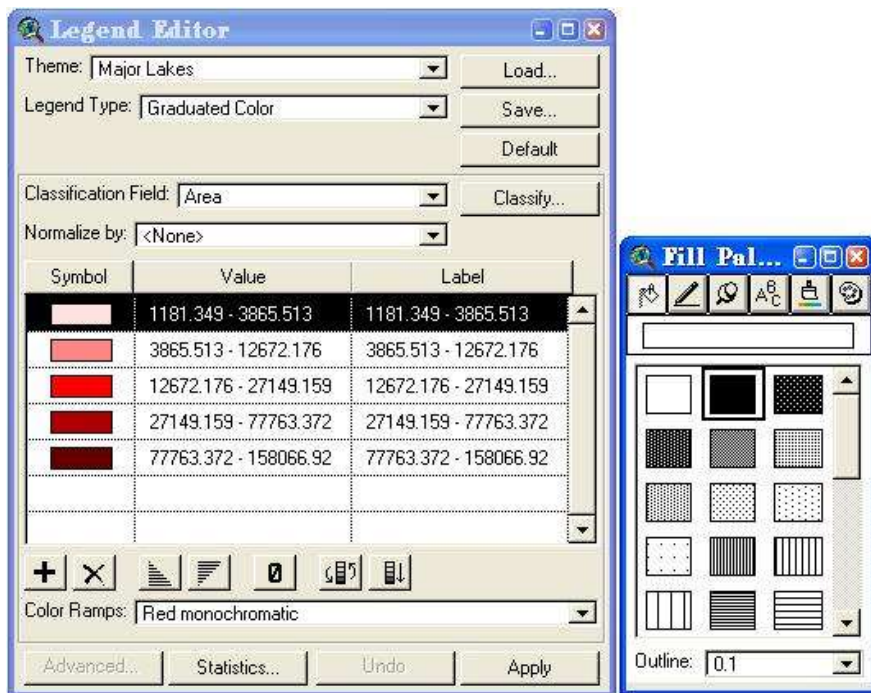 Legend Editor
Theme: Major Lakes
Load...
Legend Type: Graduated Color
Save...
Default
Classification Field: Area
Classify...
Normalize by: <None>
Symbol Value Label
1181.349 - 3865.513 1181.349 - 3865.513
3865.513 - 12672.176 3865.513 - 12672.176
12672.176 - 27149.159 12672.176 - 27149.159
27149.159 - 77763.372 27149.159 - 77763.372
77763.372 - 158066.92 77763.372 - 158066.92
0
Color Ramps: Red monochromatic
Advanced... Statistics... Undo Apply
Fill Pal...
ABC
Outline: 0.1